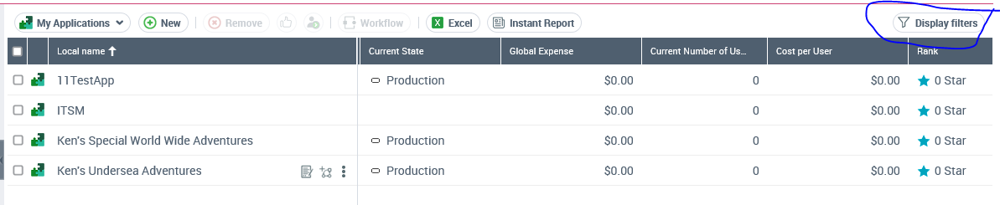 My Applications New Remove Workflow Excel Instant Report Display filters
Local name Current State Global Expense Current Number of Us... Cost per User Rank
11TestApp Production $0.00 0 $0.00 0 Star
ITSM $0.00 0 $0.00 0 Star
Ken's Special World Wide Adventures Production $0.00 0 $0.00 0 Star
Ken's Undersea Adventures Production $0.00 0 $0.00 0 Star